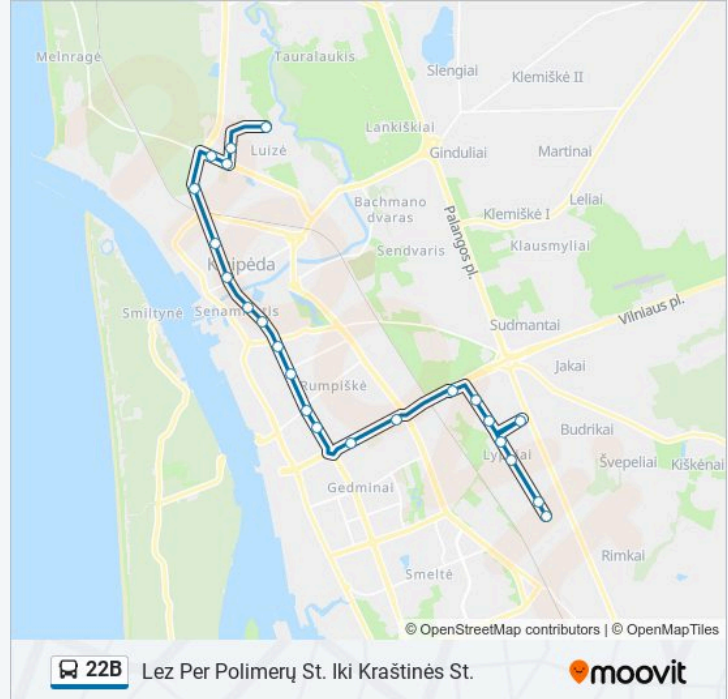 Melnragė
Tauralaukis
Slengiai
Klemiškė II
Luizė
Lankiškiai
Ginduliai
Martinai
Bachmano
dvaras
Leliai
Palangos pl.
Klemiškė I
Sendvaris
Klausmyliai
Smiltynė
Vilniaus pl.
Sudmantai
Jakai
Rumpiškė
Budrikai
Švepeliai
Kiškėnai
Gedminai
Rimkai
Smeltė
© OpenStreetMap contributors | © OpenMapTiles
22B Lez Per Polimerų St. Iki Kraštinės St.
moovit